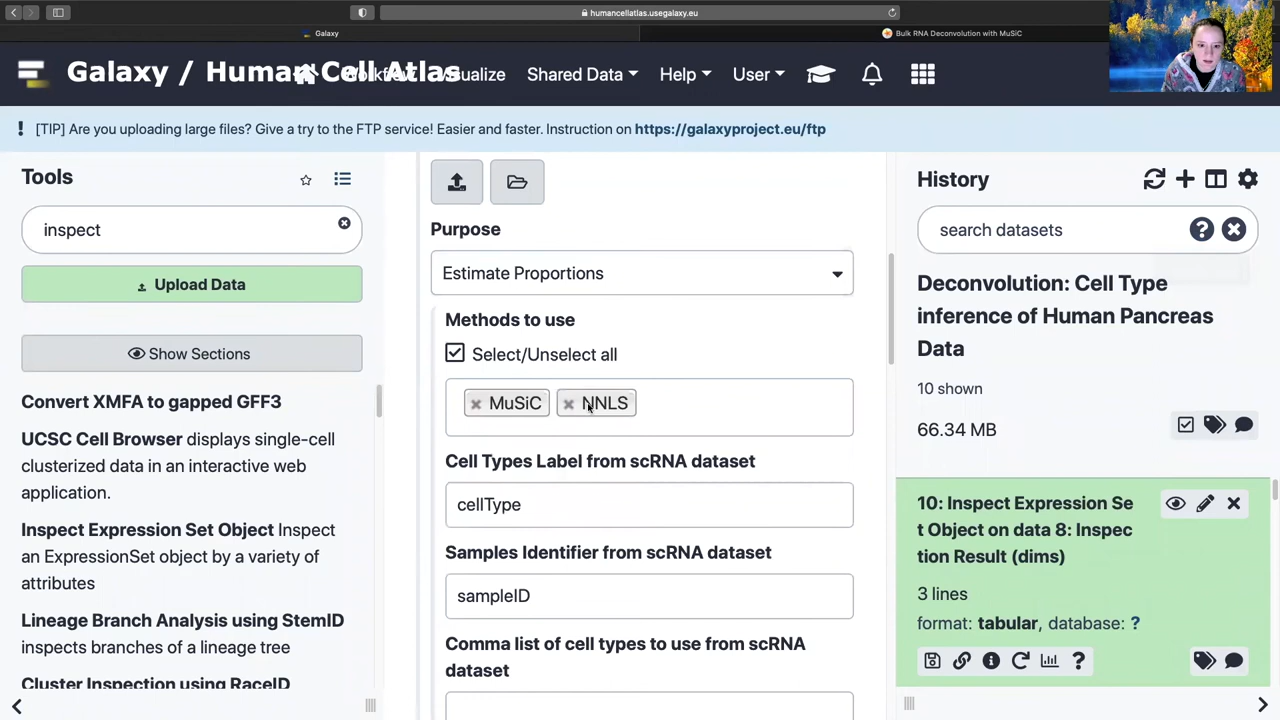 humancellatlas.usegalaxy.eu
Galaxy
Bulk RNA Deconvolution with MuSiC
Galaxy / Human Cell Atlas
Workflow
Visualize
Shared Data
Help
User
! [TIP] Are you uploading large files? Give a try to the FTP service! Easier and faster. Instruction on https://galaxyproject.eu/ftp
Tools
inspect
Upload Data
Show Sections
Convert XMFA to gapped GFF3
UCSC Cell Browser displays single-cell
clusterized data in an interactive web
application.
Inspect Expression Set Object Inspect
an ExpressionSet object by a variety of
attributes
Lineage Branch Analysis using StemID
inspects branches of a lineage tree
Cluster Inspection using RaceID
Purpose
Estimate Proportions
Methods to use
Select/Unselect all
MuSiC
NNLS
Cell Types Label from scRNA dataset
cellType
Samples Identifier from scRNA dataset
sampleID
Comma list of cell types to use from scRNA
dataset
History
search datasets
Deconvolution: Cell Type
inference of Human Pancreas
Data
10 shown
66.34 MB
10: Inspect Expression Se
t Object on data 8: Inspec
tion Result (dims)
3 lines
format: tabular, database: ?